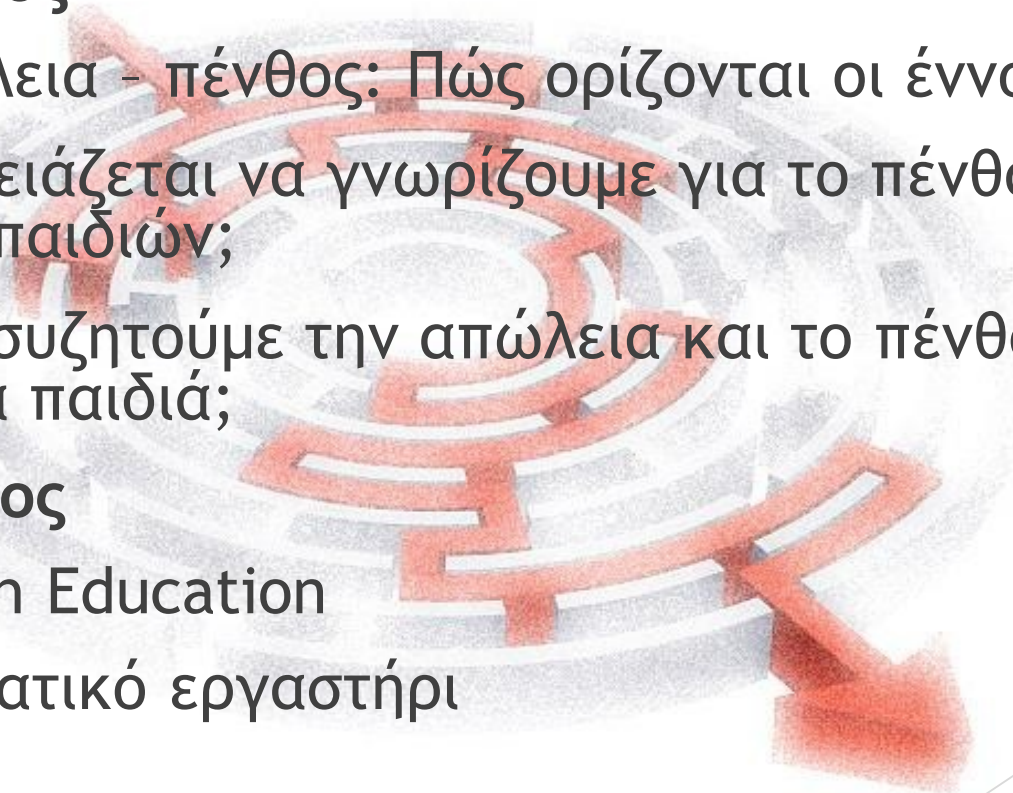 λεια – πένθος: Πώς ορίζονται οι έννο
ειάζεται να γνωρίζουμε για το πένθο
παιδιών;
συζητούμε την απώλεια και το πένθο
παιδιά;
ος
n Education
ατικό εργαστήρι